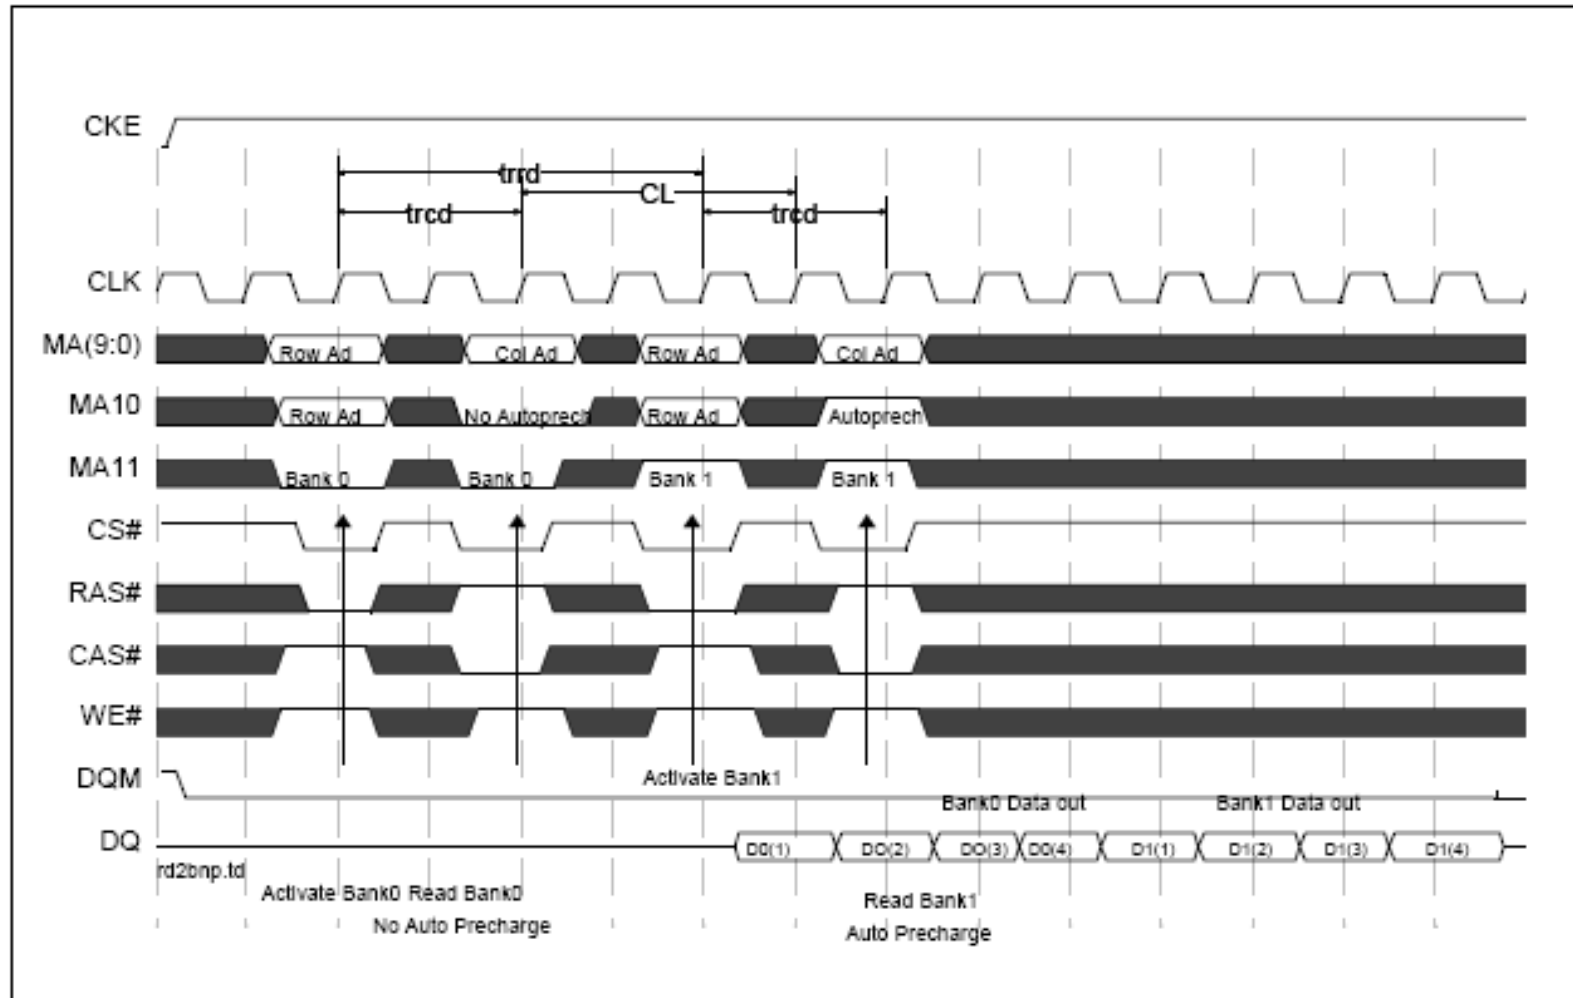 CKE
trrd
CL
trcd trcd
CLK
MA(9:0) Row Ad Col Ad Row Ad Col Ad
MA10 Row Ad No Autoprech Row Ad Autoprech
MA11 Bank 0 Bank 0 Bank 1 Bank 1
CS#
RAS#
CAS#
WE#
DQM Activate Bank1
Bank0 Data out Bank1 Data out
DQ D0(1) DO(2) DO(3) D0(4) D1(1) D1(2) D1(3) D1(4)
rd2bnp.td
Activate Bank0 Read Bank0 Read Bank1
No Auto Precharge Auto Precharge